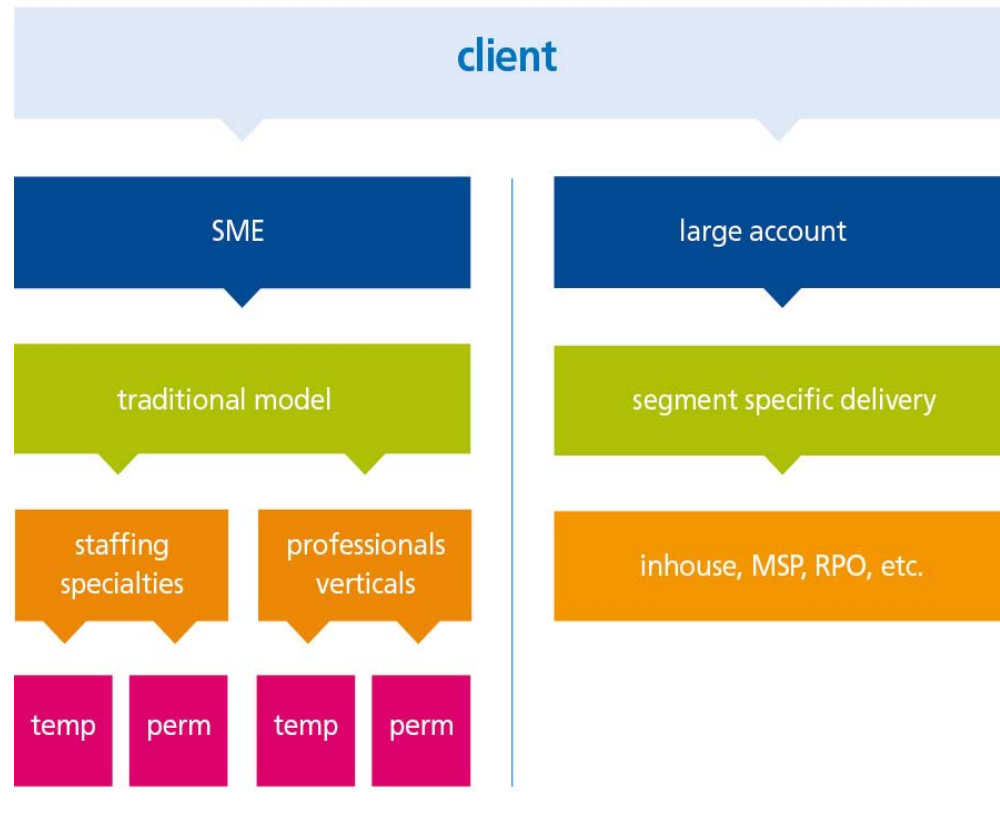 client
SME
large account
traditional model
segment specific delivery
staffing
specialties
professionals
verticals
inhouse, MSP, RPO, etc.
temp
perm
temp
perm